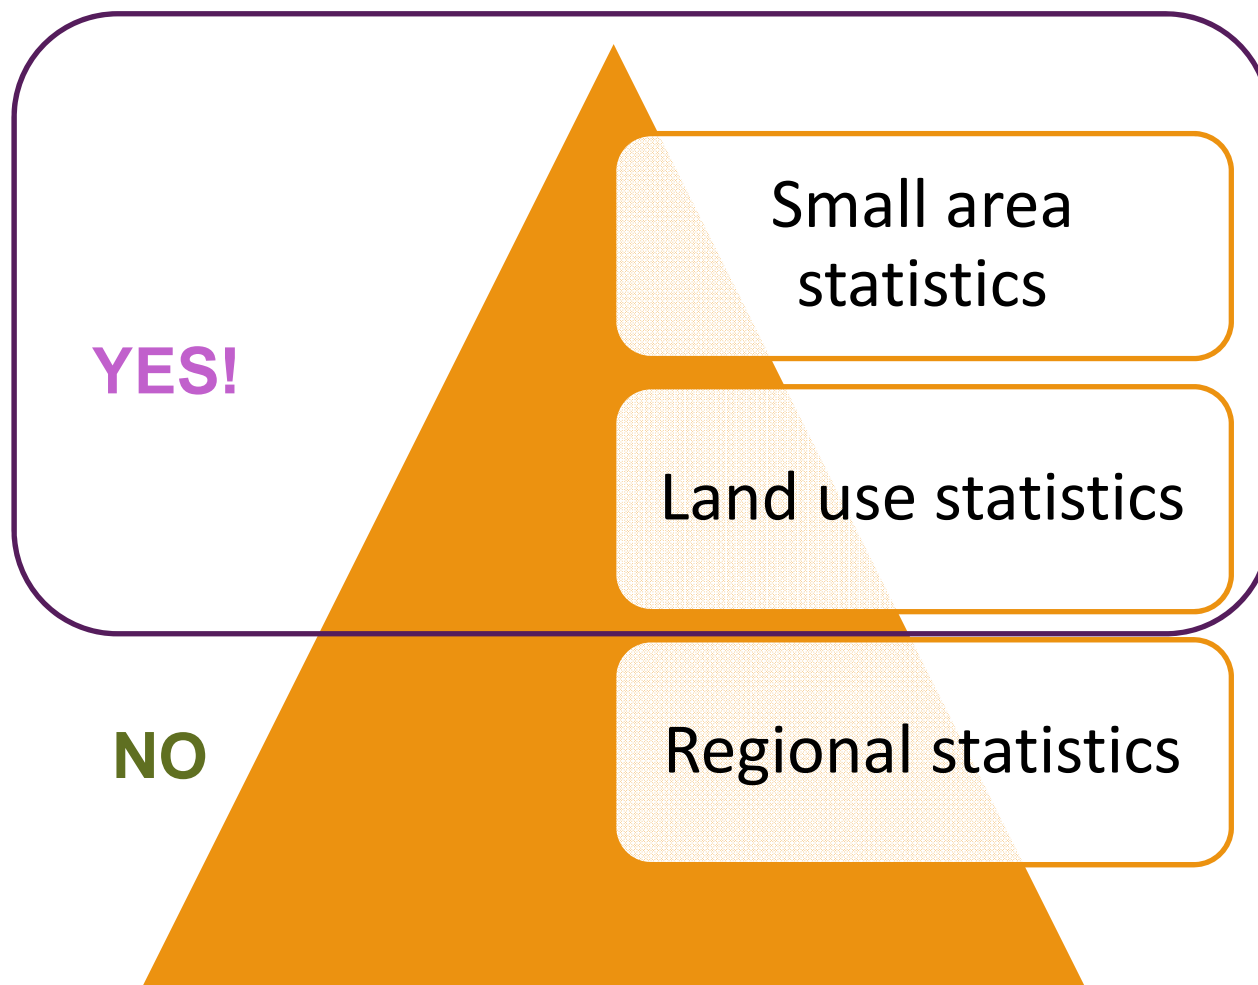 Small area
statistics
YES!
Land use statistics
NO
Regional statistics